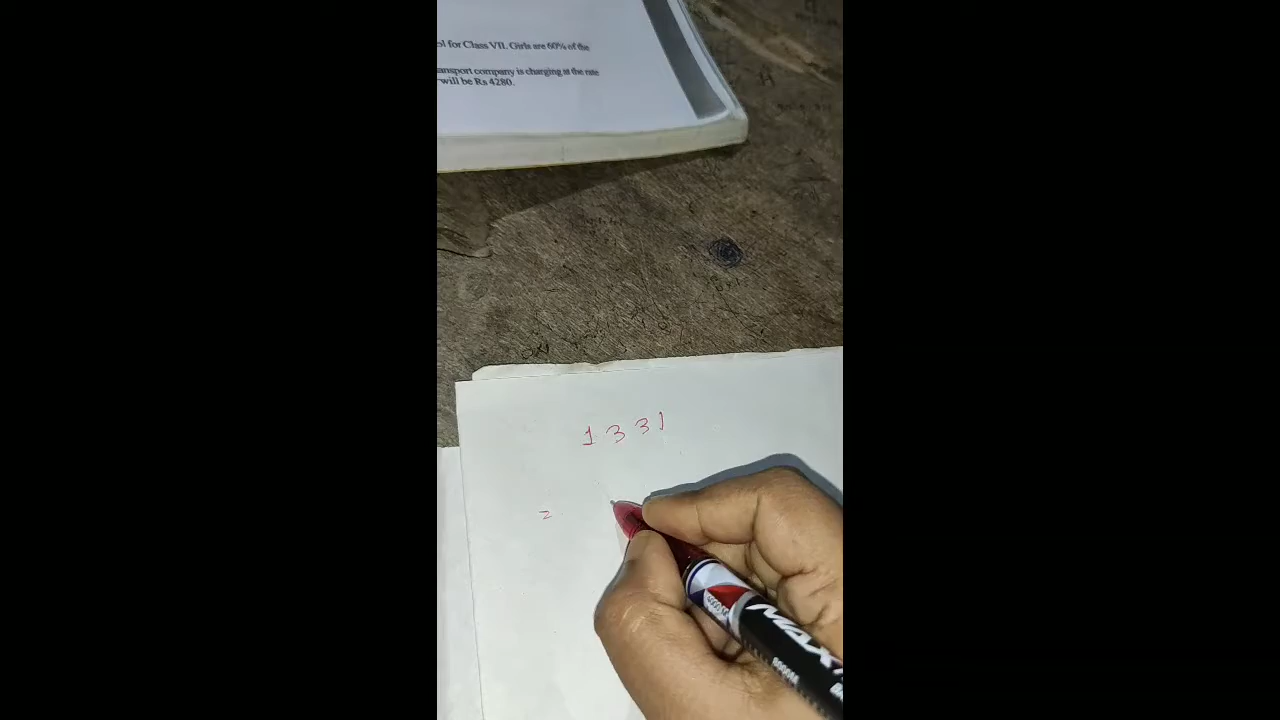 ol for Class VII. Girls are 60% of the
ansport company is charging at the rate
will be Rs 4280.
1331
=
MAX